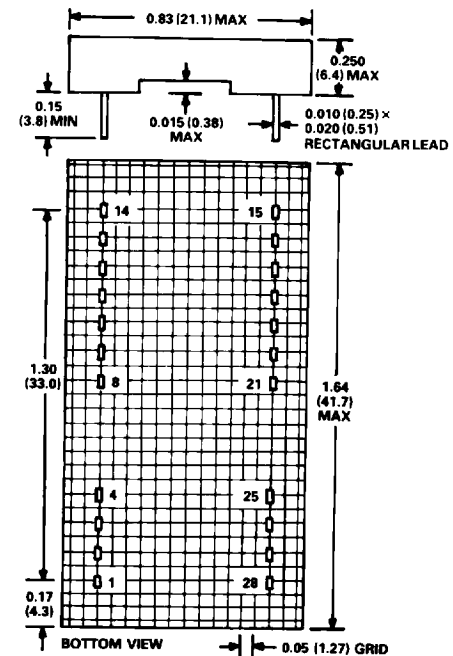 0.83 (21.1) MAX
0.250
(6.4) MAX
0.15
(3.8) MIN
0.015 (0.38)
MAX
0.010 (0.25) ×
0.020 (0.51)
RECTANGULAR LEAD
14
15
1.30
(33.0)
8
21
1.64
(41.7)
MAX
4
25
1
28
0.17
(4.3)
BOTTOM VIEW
0.05 (1.27) GRID